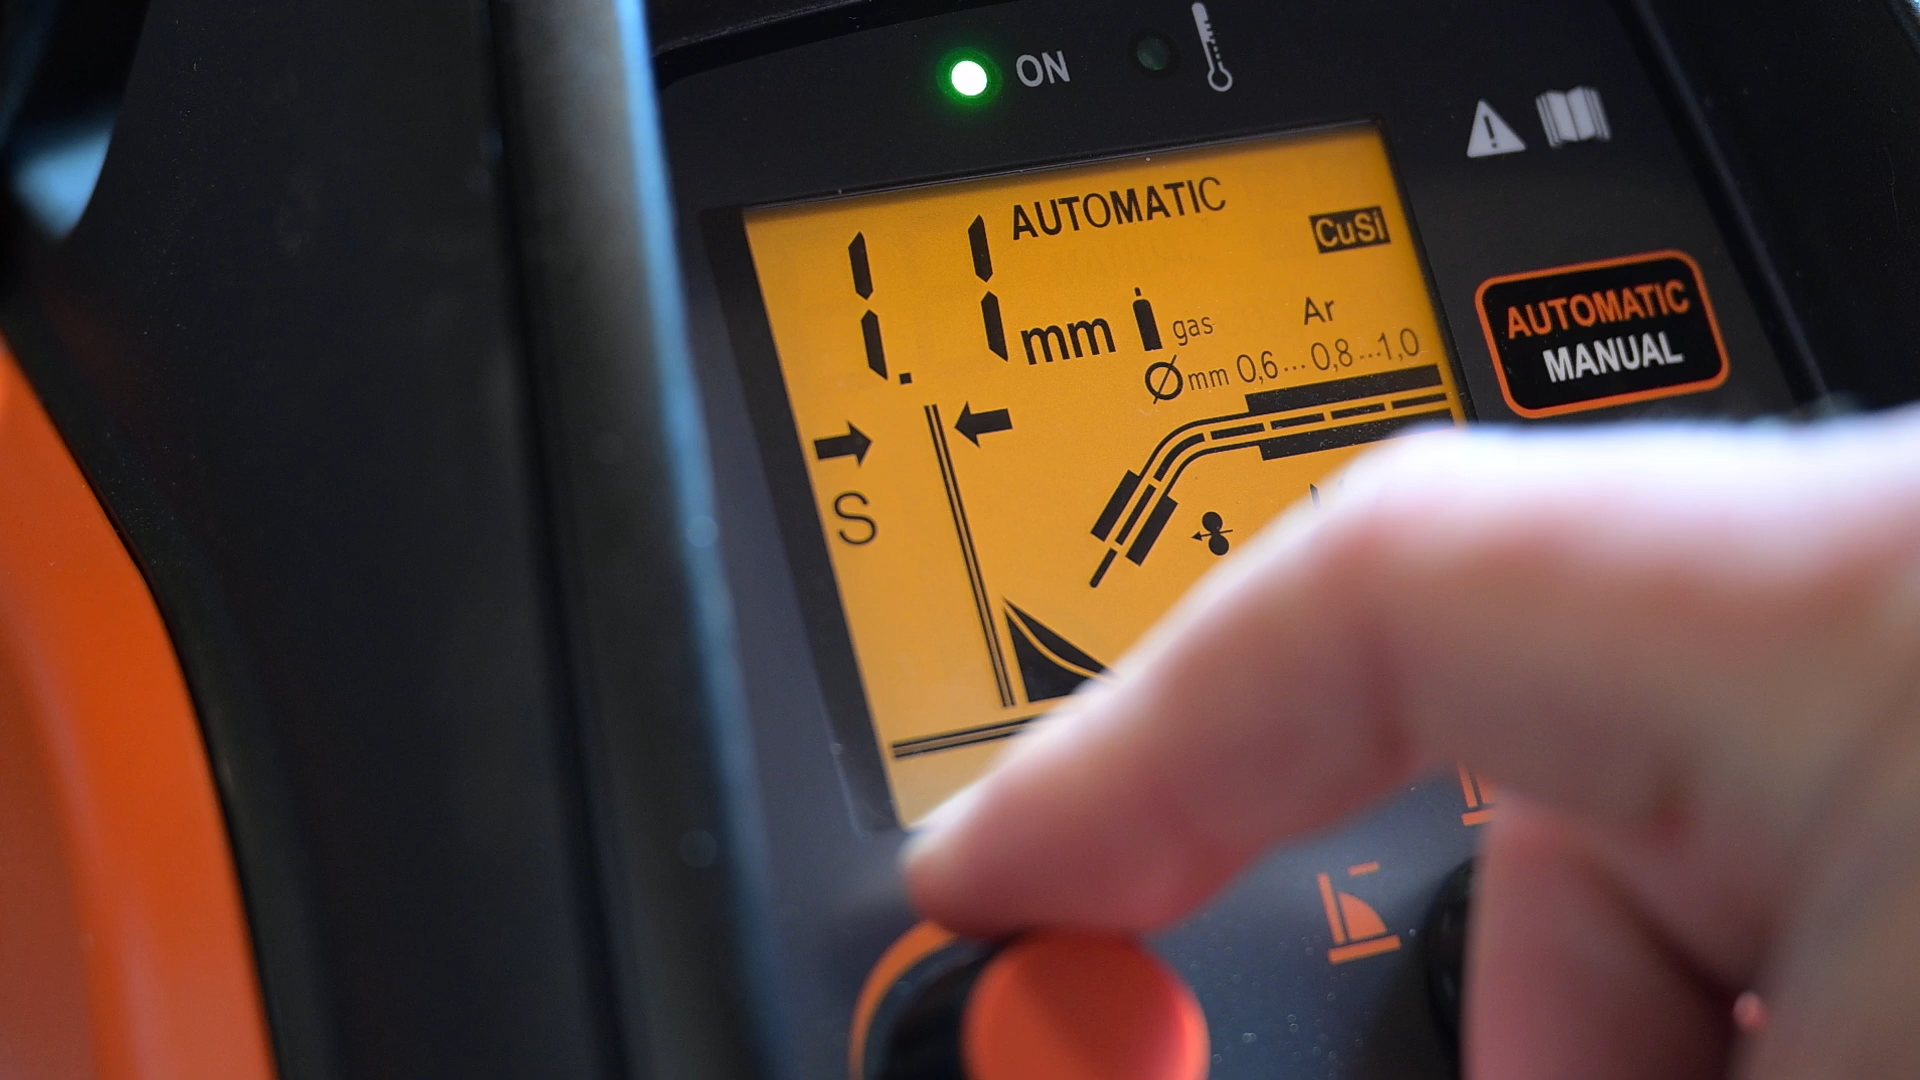 ON
AUTOMATIC
CuSi
1.1 mm
gas
Ar
Ømm 0,6...0,8...1,0
S
AUTOMATIC
MANUAL